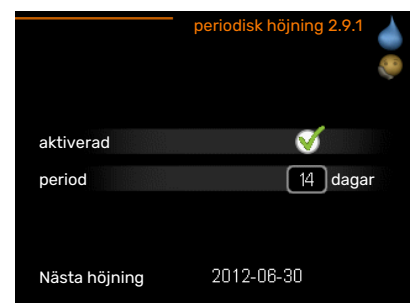 periodisk höjning 2.9.1
aktiverad
period 14 dagar
Nästa höjning 2012-06-30